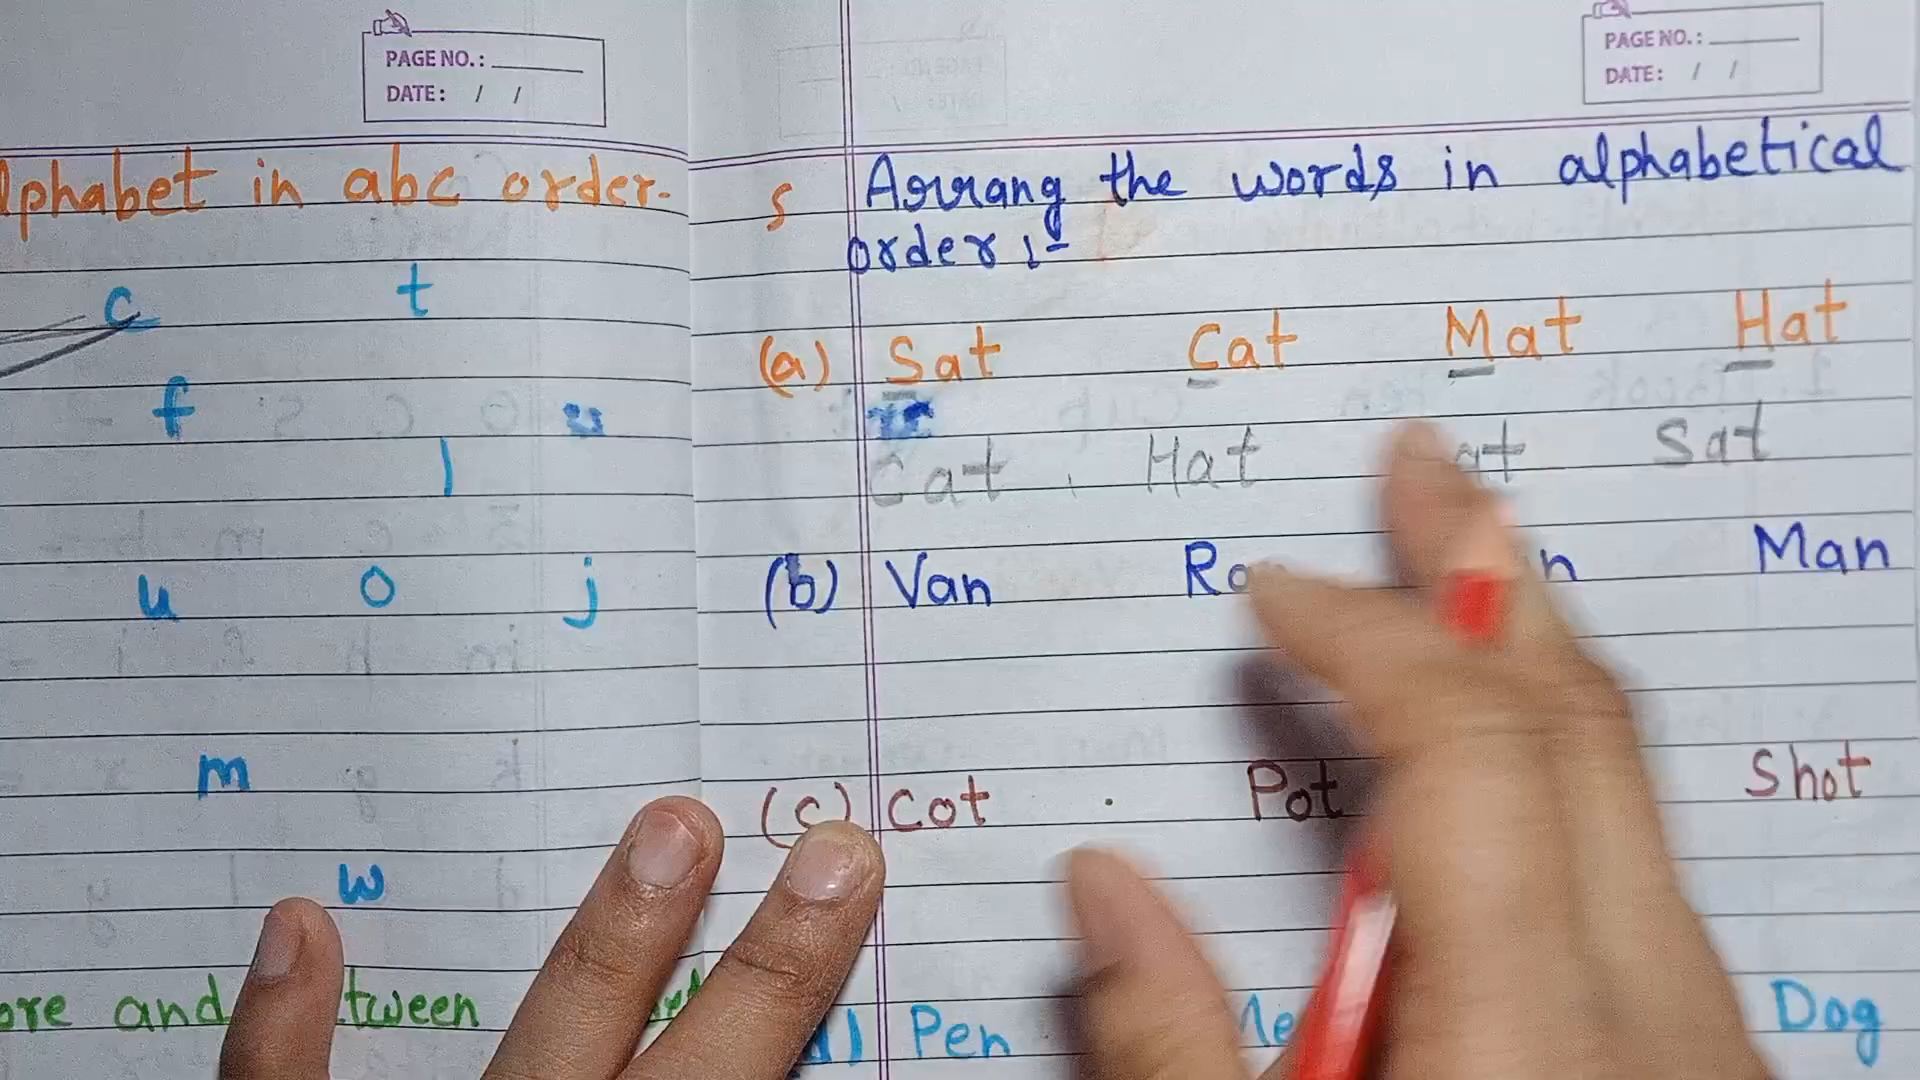 PAGE NO.:
DATE: / /
lphabet in abc order.
c t
f
l
u o j
m
w
ore and tween
PAGE NO.:
DATE: / /
s Arrang the words in alphabetical
order :-
(a) Sat Cat Mat Hat
Cat , Hat at Sat
(b) Van Man
(c) Cot Pot Shot
Pen Dog